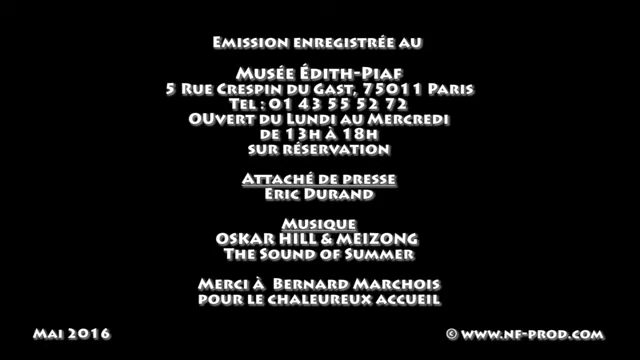 Emission enregistrée au
Musée Édith-Piaf
5 Rue Crespin du Gast, 75011 Paris
Tel : 01 43 55 52 72
OUvert du Lundi au Mercredi
de 13h à 18h
sur réservation
Attaché de presse
Eric Durand
Musique
OSKAR HILL & MEIZONG
The Sound of Summer
Merci à Bernard Marchois
pour le chaleureux accueil
Mai 2016
© www.nf-prod.com